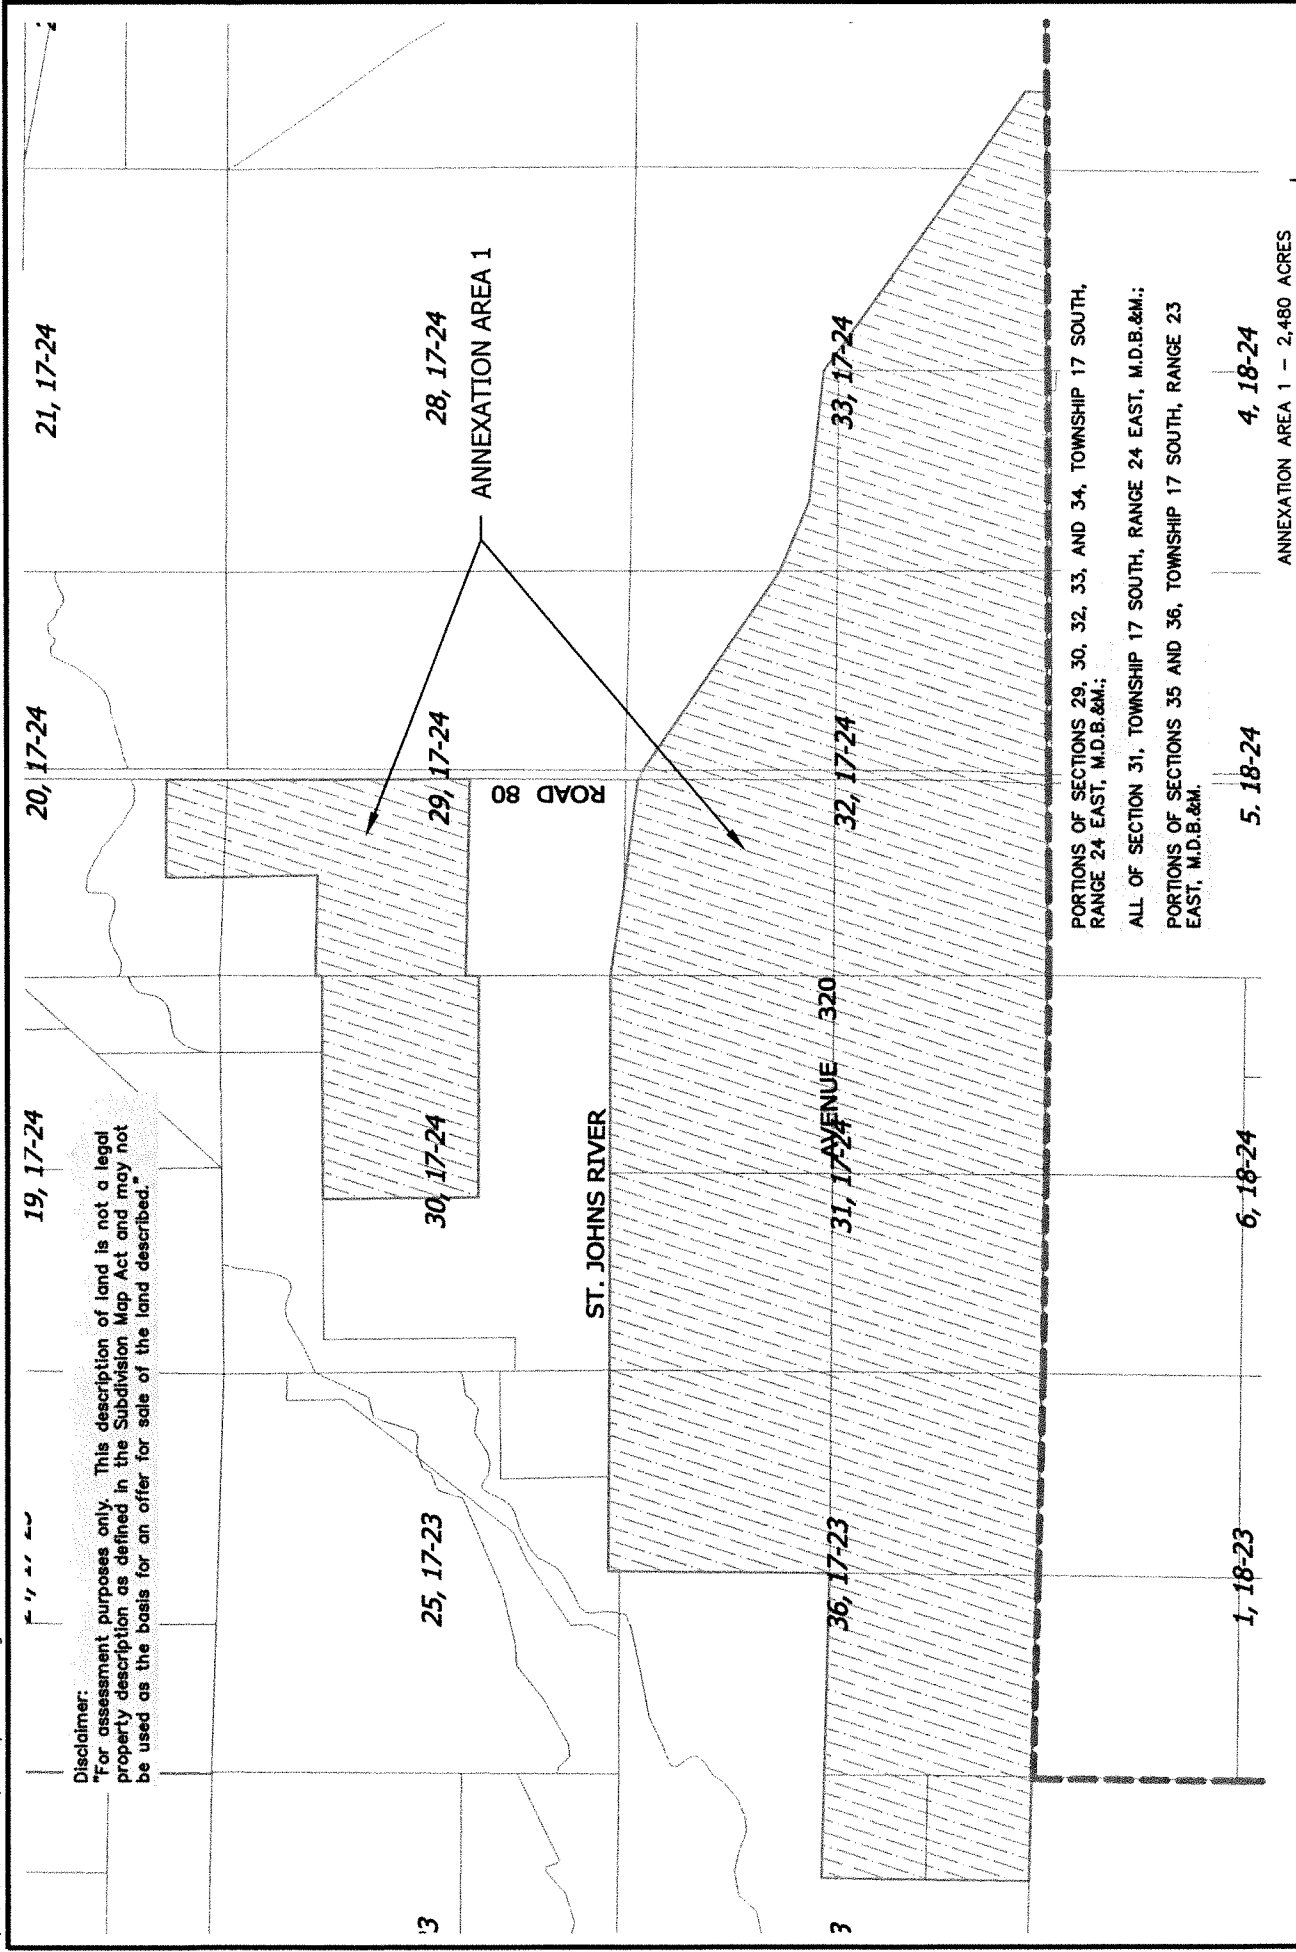 Disclaimer:
"For assessment purposes only. This description of land is not a legal
property description as defined in the Subdivision Map Act and may not
be used as the basis for an offer for sale of the land described."
19, 17-24
20, 17-24
21, 17-24
'3
25, 17-23
30, 17-24
29, 17-24
28, 17-24
ANNEXATION AREA 1
ROAD 80
ST. JOHNS RIVER
3
36, 17-23
31, 17-24
AVENUE 320
32, 17-24
33, 17-24
PORTIONS OF SECTIONS 29, 30, 32, 33, AND 34, TOWNSHIP 17 SOUTH,
RANGE 24 EAST, M.D.B.&M.;
ALL OF SECTION 31, TOWNSHIP 17 SOUTH, RANGE 24 EAST, M.D.B.&M.;
PORTIONS OF SECTIONS 35 AND 36, TOWNSHIP 17 SOUTH, RANGE 23
EAST, M.D.B.&M.
1, 18-23
6, 18-24
5, 18-24
4, 18-24
ANNEXATION AREA 1 - 2,480 ACRES